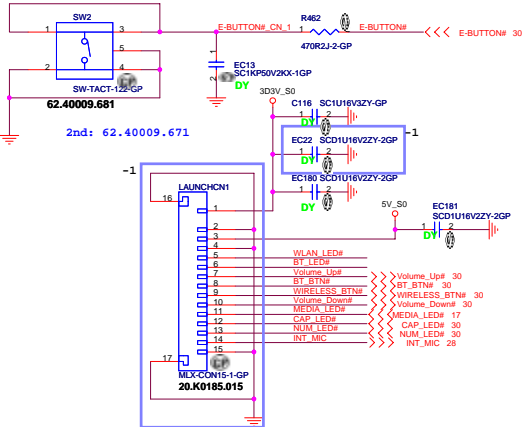 SW2
1
3
5
2
4
SW-TACT-122-GP
62.40009.681
2nd: 62.40009.671
E-BUTTON#_CN_1
R462
1
2
470R2J-2-GP
E-BUTTON#
E-BUTTON# 30
1
2
EC13
SC1KP50V2KX-1GP
3D3V_S0
C116 SC1U16V3ZY-GP
1
2
DY
-1
EC22 SCD1U16V2ZY-2GP
1
2
DY
EC180 SCD1U16V2ZY-2GP
1
2
DY
5V_S0
EC181
SCD1U16V2ZY-2GP
1
2
DY
-1
LAUNCHCN1
16
1
2
3
4
5
6
7
8
9
10
11
12
13
14
15
17
MLX-CON15-1-GP
20.K0185.015
WLAN_LED#
BT_LED#
Volume_Up#
BT_BTN#
WIRELESS_BTN#
Volume_Down#
MEDIA_LED#
CAP_LED#
NUM_LED#
INT_MIC
Volume_Up# 30
BT_BTN# 30
WIRELESS_BTN# 30
Volume_Down# 30
MEDIA_LED# 17
CAP_LED# 30
NUM_LED# 30
INT_MIC 28